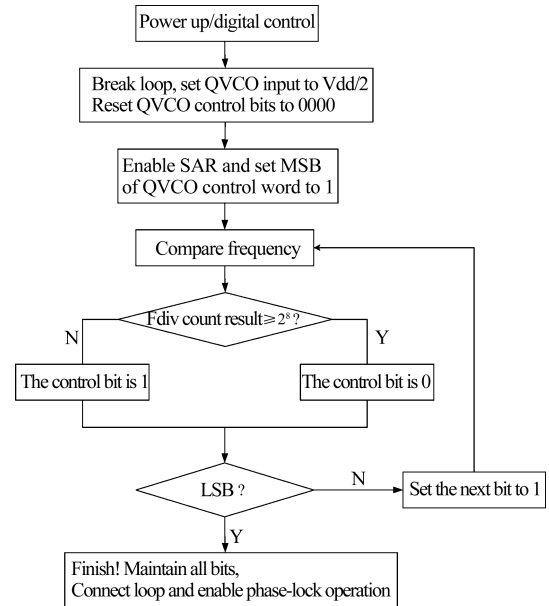 Power up/digital control
Break loop, set QVCO input to Vdd/2
Reset QVCO control bits to 0000
Enable SAR and set MSB
of QVCO control word to 1
Compare frequency
Fdiv count result⩾2⁸?
N
Y
The control bit is 1
The control bit is 0
LSB?
N
Set the next bit to 1
Y
Finish! Maintain all bits,
Connect loop and enable phase-lock operation